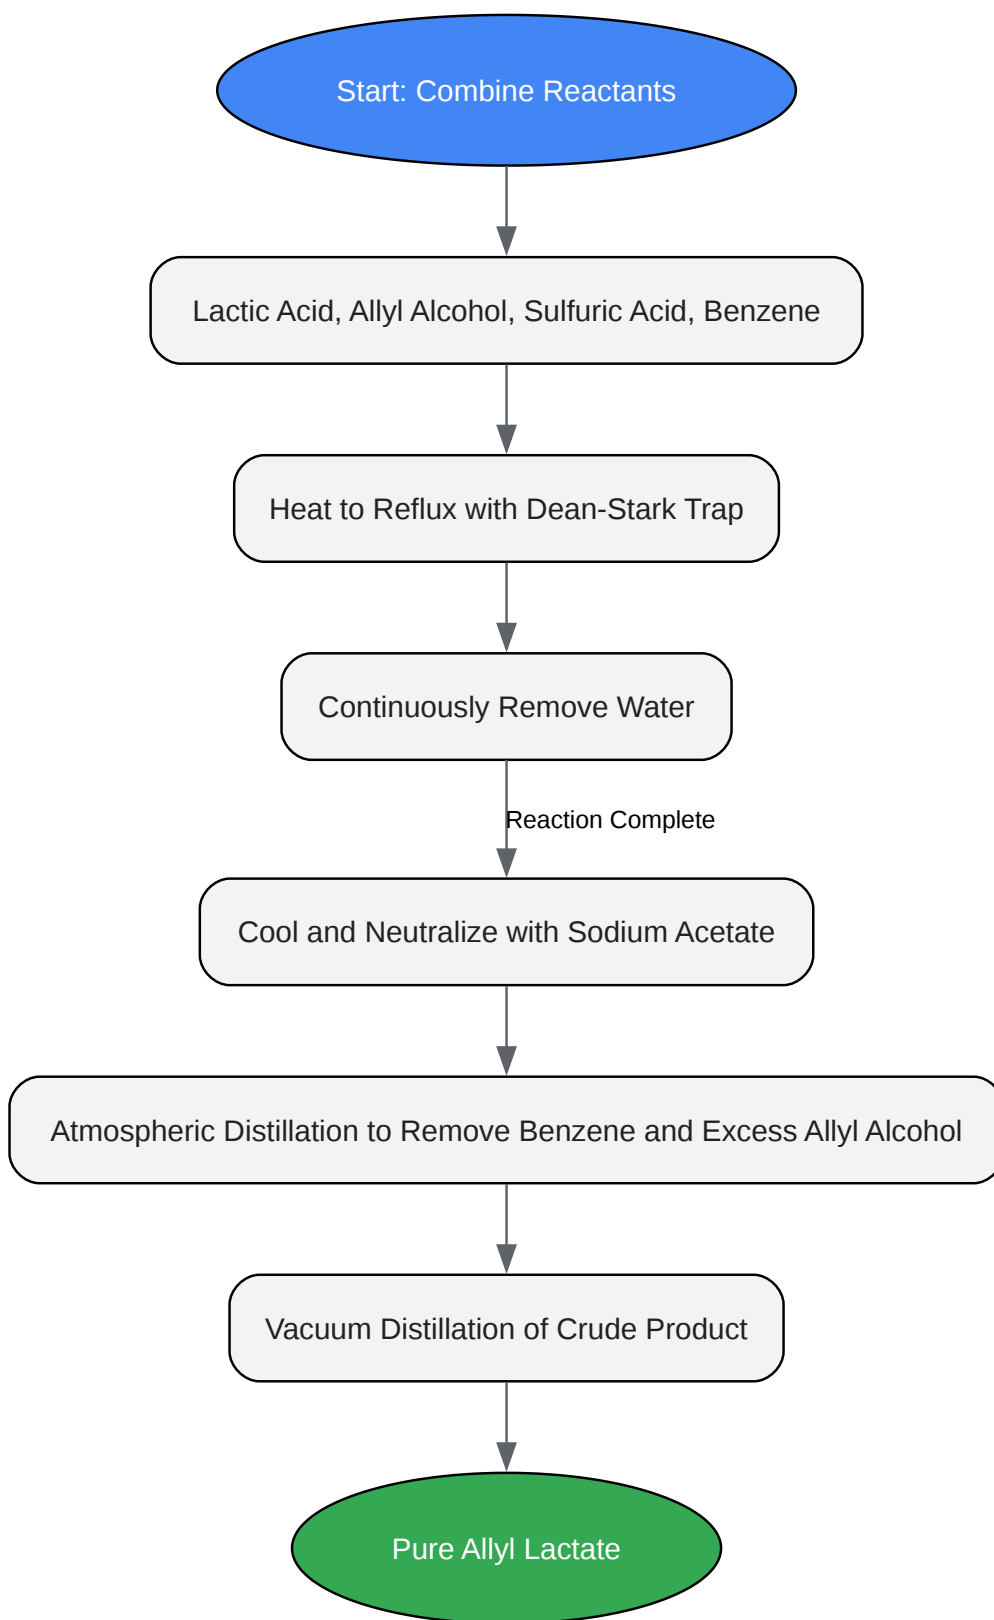 Start: Combine Reactants
Lactic Acid, Allyl Alcohol, Sulfuric Acid, Benzene
Heat to Reflux with Dean-Stark Trap
Continuously Remove Water
Reaction Complete
Cool and Neutralize with Sodium Acetate
Atmospheric Distillation to Remove Benzene and Excess Allyl Alcohol
Vacuum Distillation of Crude Product
Pure Allyl Lactate